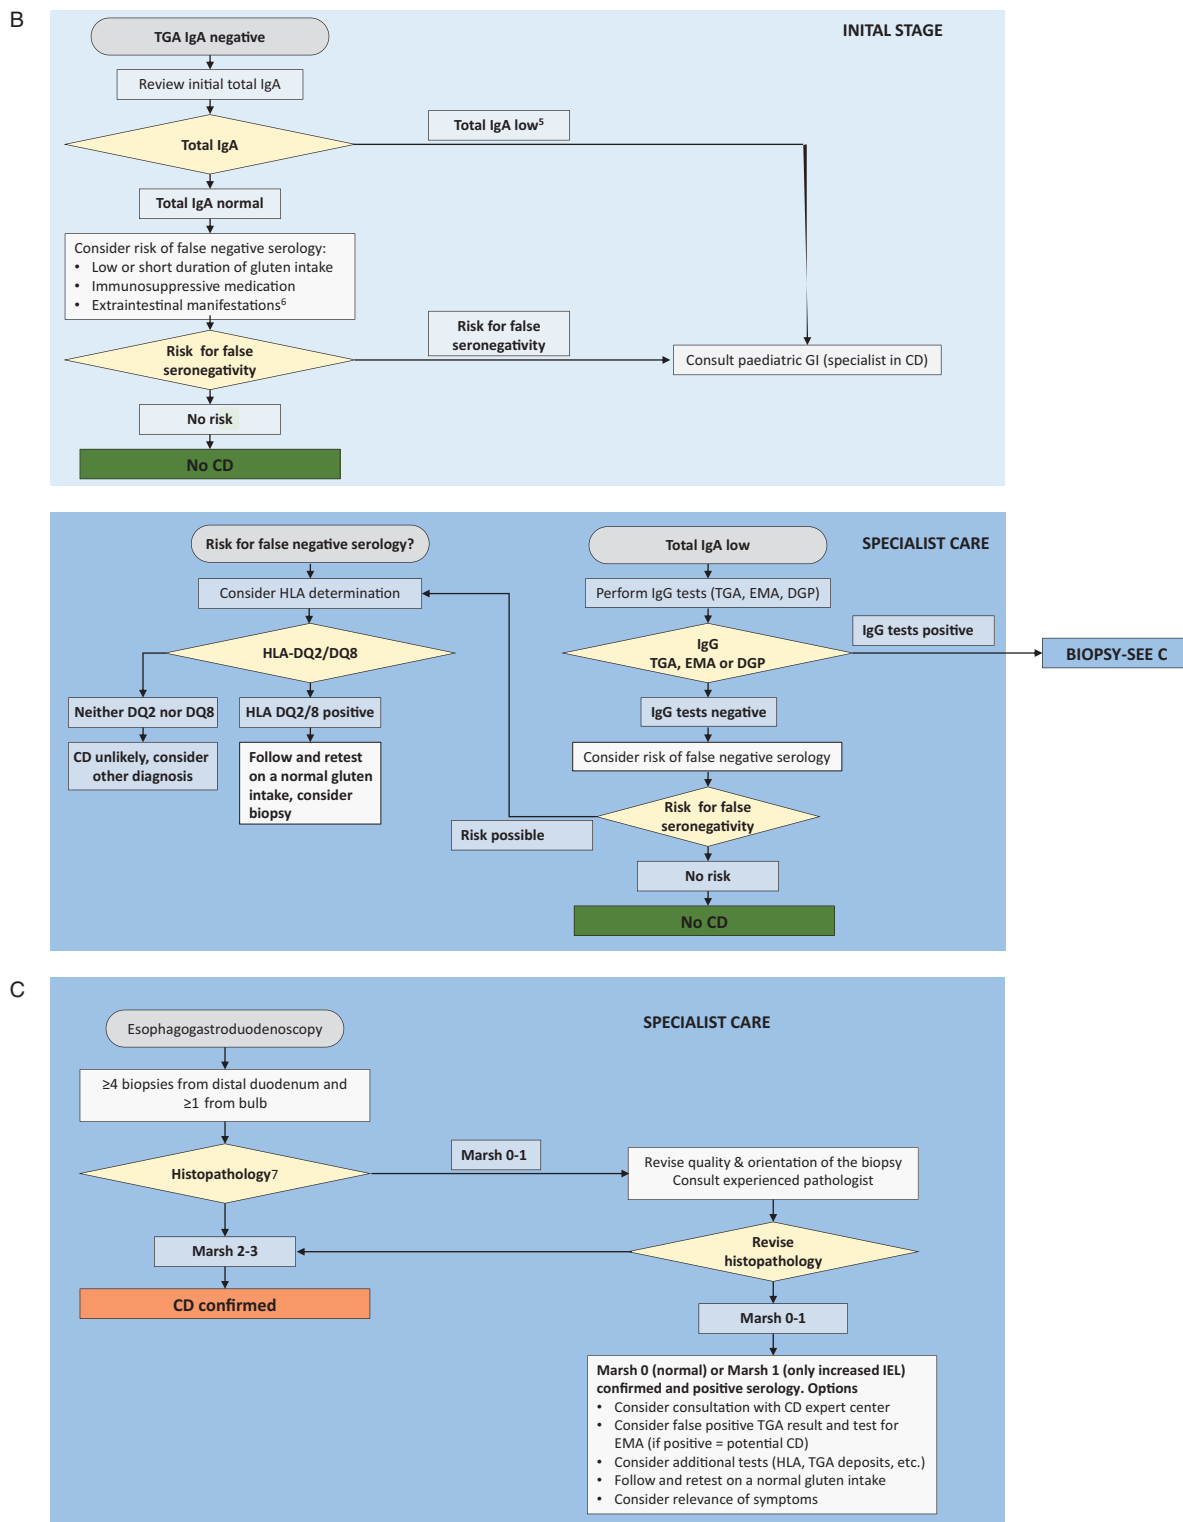 B
INITAL STAGE
TGA IgA negative
Review initial total IgA
Total IgA low5
Total IgA
Total IgA normal
Consider risk of false negative serology:
• Low or short duration of gluten intake
• Immunosuppressive medication
• Extraintestinal manifestations6
Risk for false
seronegativity
Risk for false
seronegativity
Consult paediatric GI (specialist in CD)
No risk
No CD
SPECIALIST CARE
Risk for false negative serology?
Consider HLA determination
HLA-DQ2/DQ8
Neither DQ2 nor DQ8
HLA DQ2/8 positive
CD unlikely, consider
other diagnosis
Follow and retest
on a normal gluten
intake, consider
biopsy
Total IgA low
Perform IgG tests (TGA, EMA, DGP)
IgG tests positive
IgG
TGA, EMA or DGP
BIOPSY-SEE C
IgG tests negative
Consider risk of false negative serology
Risk for false
seronegativity
Risk possible
No risk
No CD
C
SPECIALIST CARE
Esophagogastroduodenoscopy
≥4 biopsies from distal duodenum and
≥1 from bulb
Histopathology7
Marsh 0-1
Revise quality & orientation of the biopsy
Consult experienced pathologist
Marsh 2-3
Revise
histopathology
CD confirmed
Marsh 0-1
Marsh 0 (normal) or Marsh 1 (only increased IEL)
confirmed and positive serology. Options
• Consider consultation with CD expert center
• Consider false positive TGA result and test for
EMA (if positive = potential CD)
• Consider additional tests (HLA, TGA deposits, etc.)
• Follow and retest on a normal gluten intake
• Consider relevance of symptoms